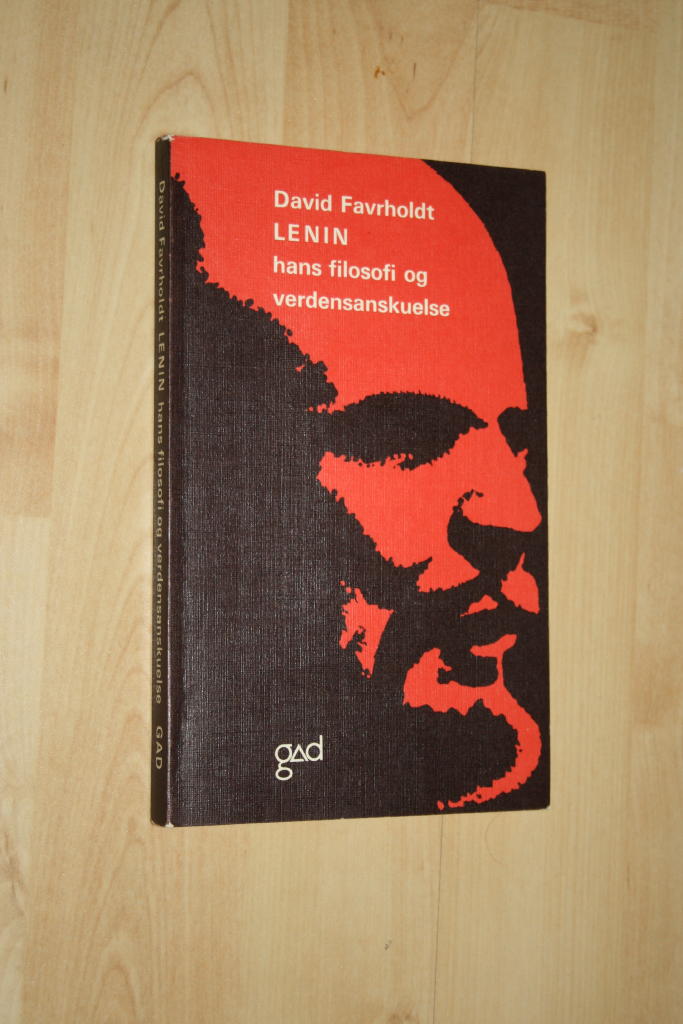 David Favrholdt
LENIN
hans filosofi og
verdensanskuelse
gad
David Favrholdt LENIN hans filosofi og verdensanskuelse GAD